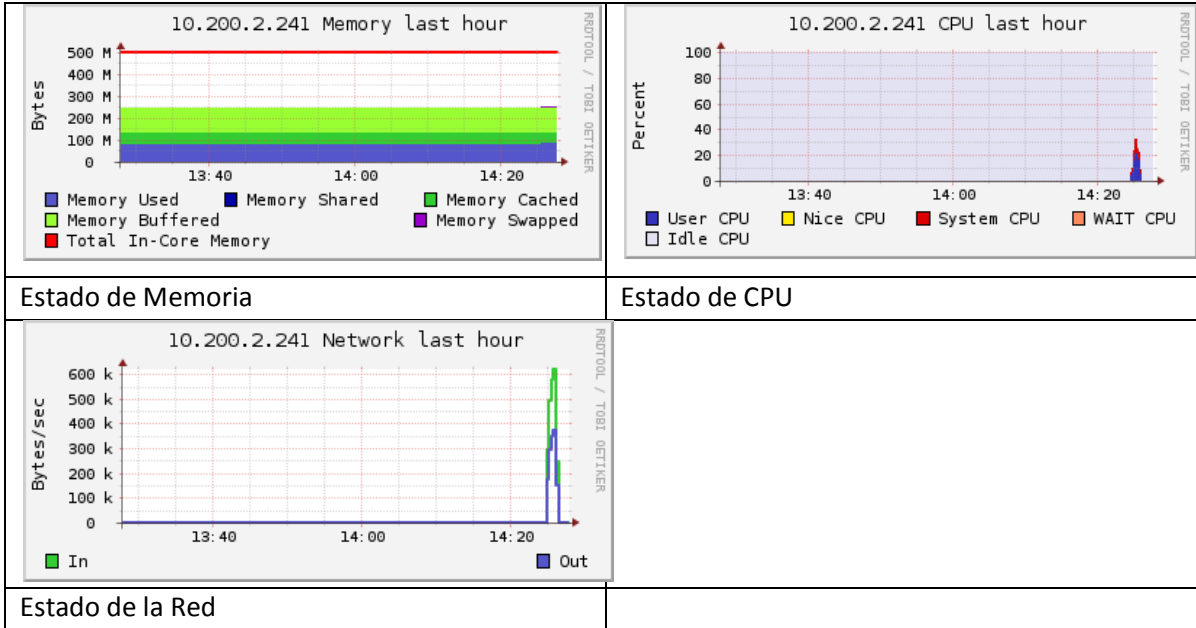 10.200.2.241 Memory last hour
RRDTOOL / TOBI OETIKER
Bytes
500 M
400 M
300 M
200 M
100 M
0
13:40 14:00 14:20
Memory Used Memory Shared Memory Cached
Memory Buffered Memory Swapped
Total In-Core Memory
10.200.2.241 CPU last hour
RRDTOOL / TOBI OETIKER
Percent
100
80
60
40
20
0
13:40 14:00 14:20
User CPU Nice CPU System CPU WAIT CPU
Idle CPU
Estado de Memoria
Estado de CPU
10.200.2.241 Network last hour
RRDTOOL / TOBI OETIKER
Bytes/sec
600 k
500 k
400 k
300 k
200 k
100 k
0
13:40 14:00 14:20
In Out
Estado de la Red